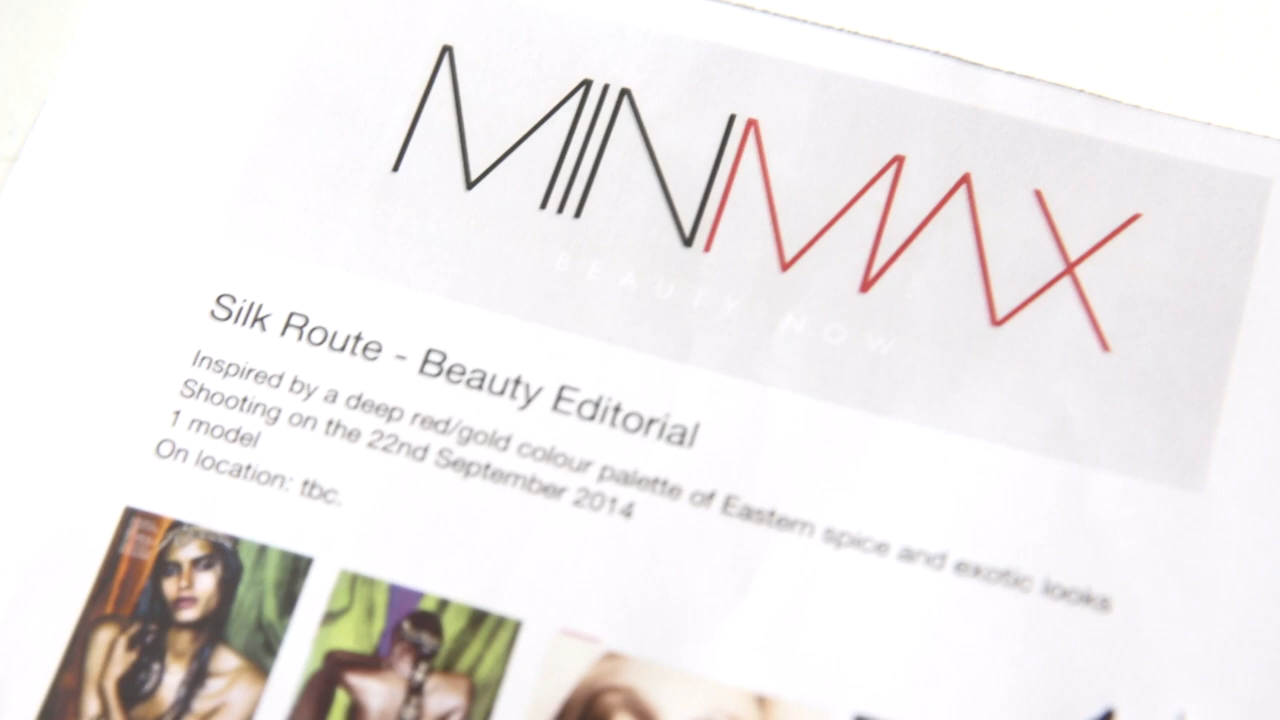 MINIMAX
BEAUTY NOW
Silk Route - Beauty Editorial
Inspired by a deep red/gold colour palette of Eastern spice and exotic looks
Shooting on the 22nd September 2014
1 model
On location: tbc.